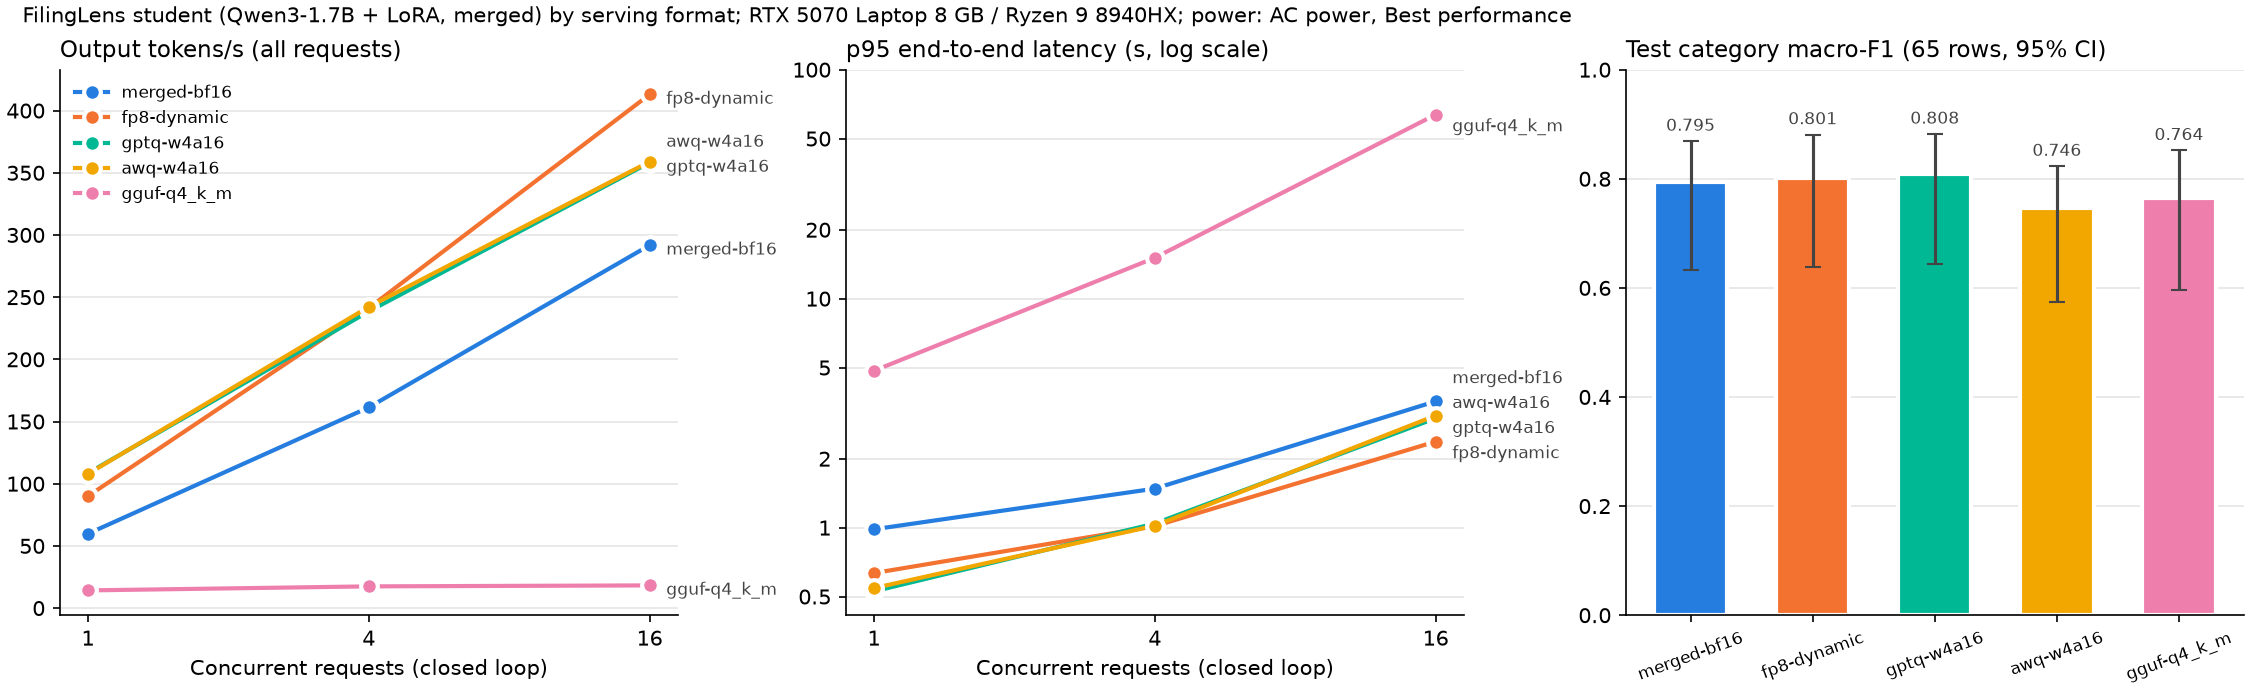 FilingLens student (Qwen3-1.7B + LoRA, merged) by serving format; RTX 5070 Laptop 8 GB / Ryzen 9 8940HX; power: AC power, Best performance
Output tokens/s (all requests)
400
350
300
250
200
150
100
50
0
merged-bf16
fp8-dynamic
gptq-w4a16
awq-w4a16
gguf-q4_k_m
fp8-dynamic
awq-w4a16
gptq-w4a16
merged-bf16
gguf-q4_k_m
1
4
16
Concurrent requests (closed loop)
p95 end-to-end latency (s, log scale)
100
50
20
10
5
2
1
0.5
gguf-q4_k_m
merged-bf16
awq-w4a16
gptq-w4a16
fp8-dynamic
1
4
16
Concurrent requests (closed loop)
Test category macro-F1 (65 rows, 95% CI)
1.0
0.8
0.6
0.4
0.2
0.0
0.795
0.801
0.808
0.746
0.764
merged-bf16
fp8-dynamic
gptq-w4a16
awq-w4a16
gguf-q4_k_m